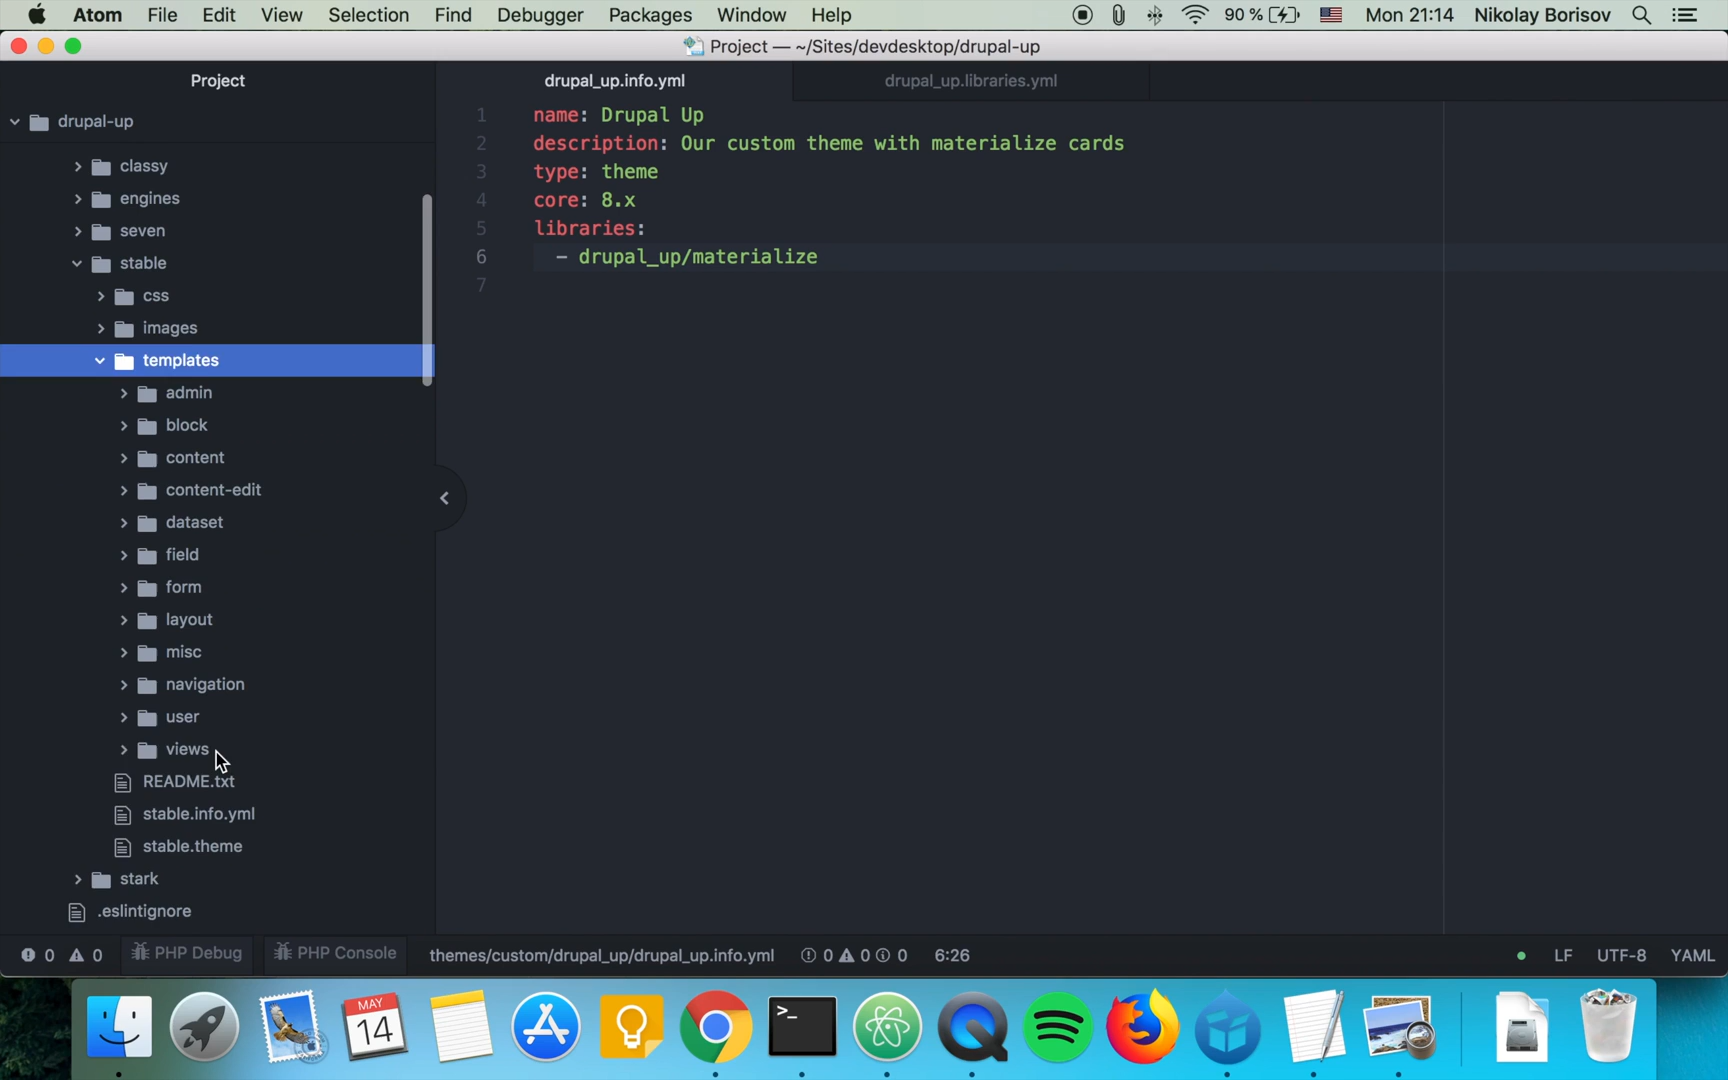 Atom File Edit View Selection Find Debugger Packages Window Help 90 % Mon 21:14 Nikolay Borisov
Project — ~/Sites/devdesktop/drupal-up
Project
drupal_up.info.yml drupal_up.libraries.yml
drupal-up
classy
engines
seven
stable
css
images
templates
admin
block
content
content-edit
dataset
field
form
layout
misc
navigation
user
views
README.txt
stable.info.yml
stable.theme
stark
.eslintignore
1 name: Drupal Up
2 description: Our custom theme with materialize cards
3 type: theme
4 core: 8.x
5 libraries:
6 - drupal_up/materialize
7
0 0 PHP Debug PHP Console themes/custom/drupal_up/drupal_up.info.yml 0 0 0 6:26 LF UTF-8 YAML
MAY
14
>_